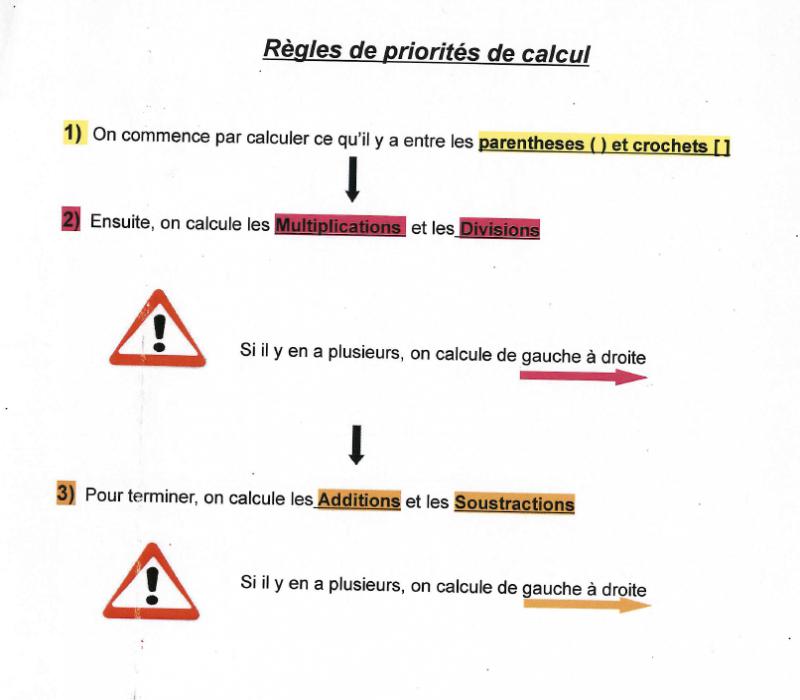 Règles de priorités de calcul
1) On commence par calculer ce qu'il y a entre les parentheses ( ) et crochets [ ]
2) Ensuite, on calcule les Multiplications et les Divisions
Si il y en a plusieurs, on calcule de gauche à droite
3) Pour terminer, on calcule les Additions et les Soustractions
Si il y en a plusieurs, on calcule de gauche à droite